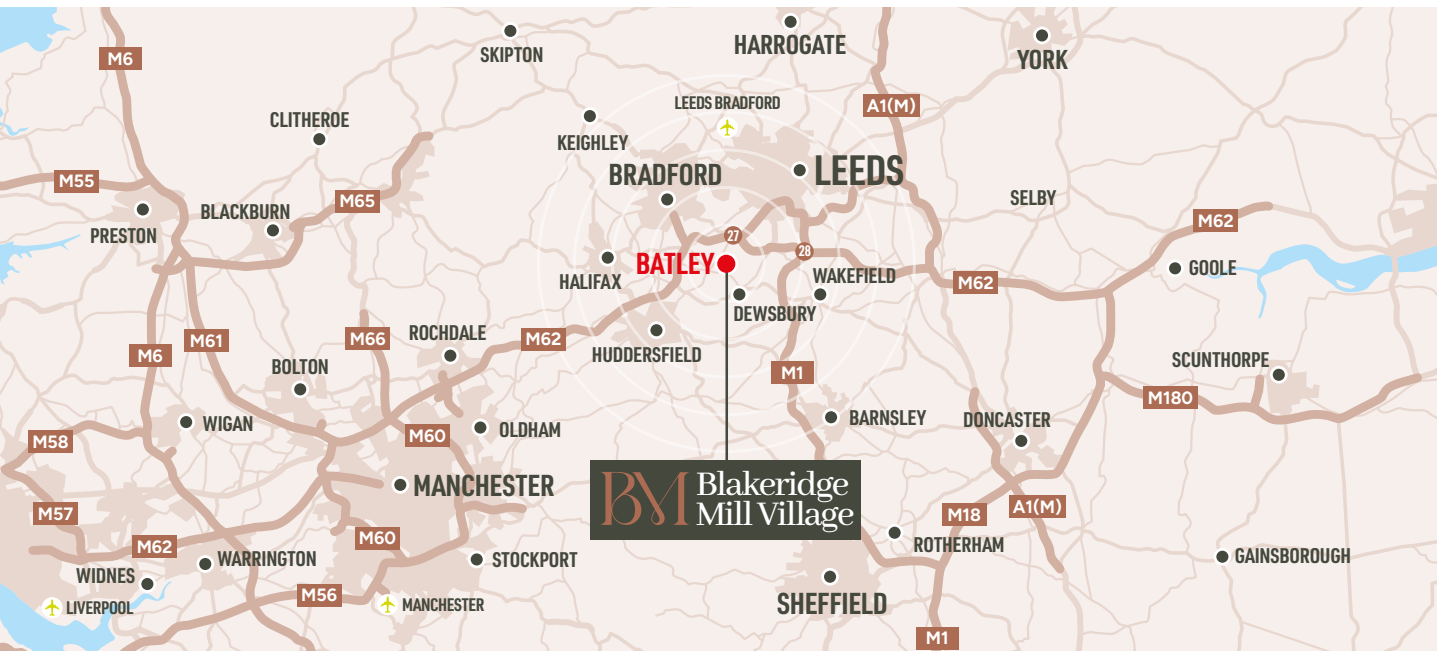 HARROGATE
YORK
SKIPTON
M6
LEEDS BRADFORD
A1(M)
CLITHEROE
KEIGHLEY
BRADFORD
LEEDS
M55
M65
SELBY
BLACKBURN
M62
PRESTON
27
28
BATLEY
HALIFAX
WAKEFIELD
M62
GOOLE
DEWSBURY
M6
M61
M66
ROCHDALE
M62
HUDDERSFIELD
BOLTON
M1
SCUNTHORPE
M180
WIGAN
M58
M60
OLDHAM
BARNSLEY
DONCASTER
MANCHESTER
BM
Blakeridge
Mill Village
M57
M18
A1(M)
M62
M60
ROTHERHAM
WARRINGTON
STOCKPORT
GAINSBOROUGH
WIDNES
M56
LIVERPOOL
MANCHESTER
SHEFFIELD
M1